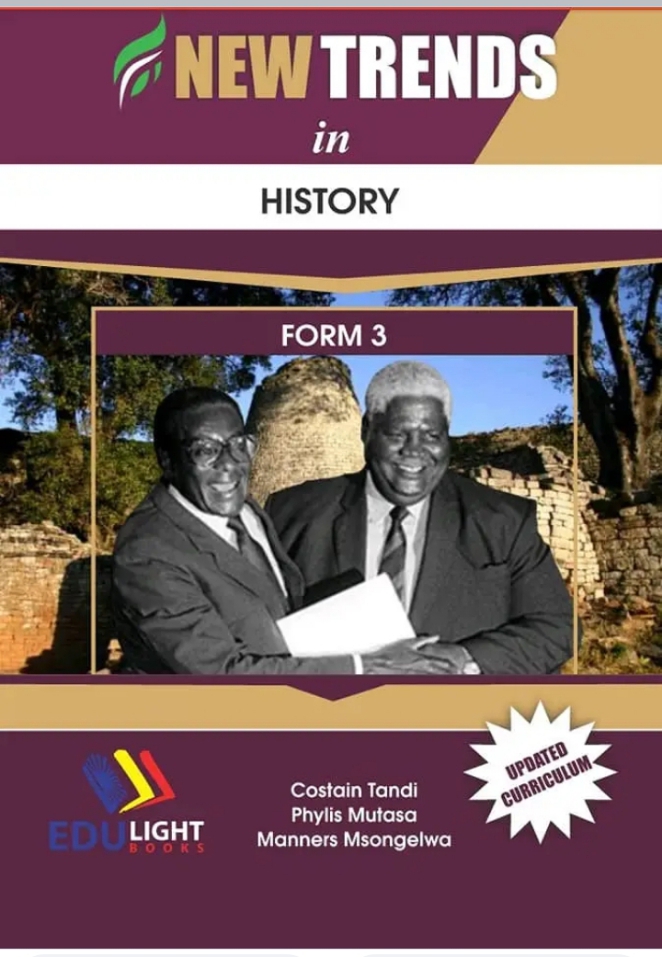 NEW TRENDS
in
HISTORY
FORM 3
UPDATED
CURRICULUM
Costain Tandi
Phylis Mutasa
Manners Msongelwa
EDULIGHT
BOOKS